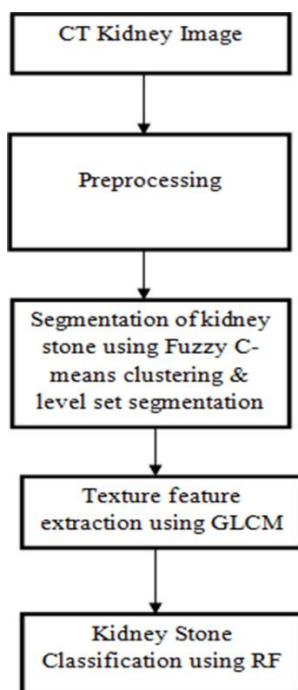 CT Kidney Image
Preprocessing
Segmentation of kidney
stone using Fuzzy C-
means clustering &
level set segmentation
Texture feature
extraction using GLCM
Kidney Stone
Classification using RF